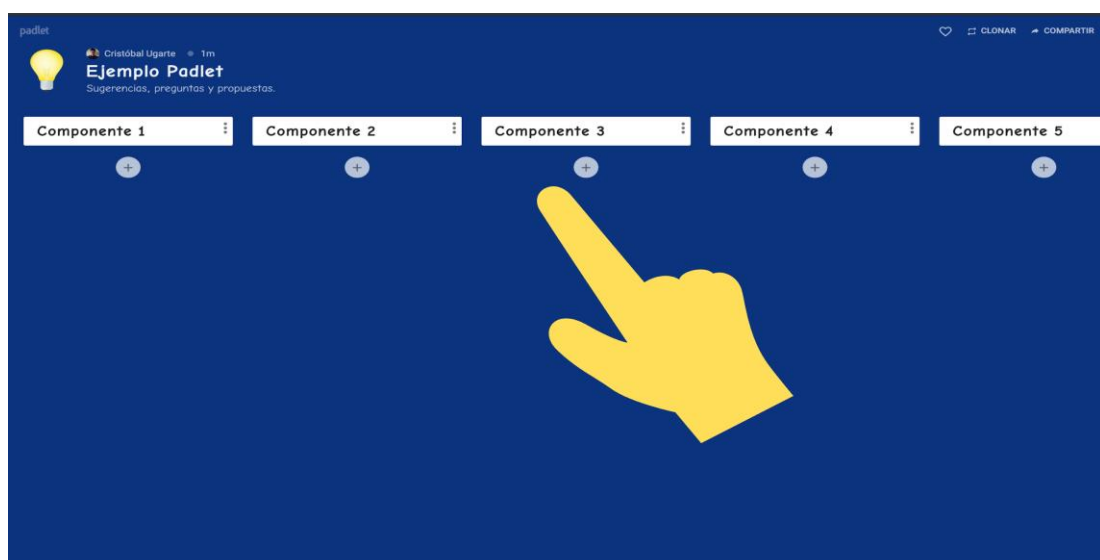 padlet
CLONAR COMPARTIR
Cristóbal Ugarte 1m
Ejemplo Padlet
Sugerencias, preguntas y propuestas.
Componente 1 Componente 2 Componente 3 Componente 4 Componente 5